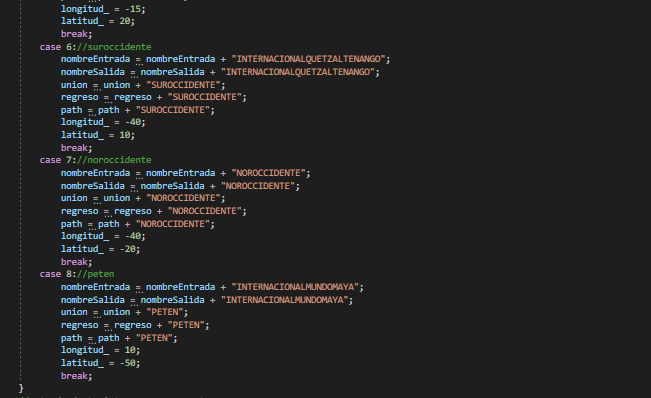 longitud_ = -15;
latitud_ = 20;
break;
case 6://suroccidente
nombreEntrada = nombreEntrada + "INTERNACIONALQUETZALTENANGO";
nombreSalida = nombreSalida + "INTERNACIONALQUETZALTENANGO";
union = union + "SUROCCIDENTE";
regreso = regreso + "SUROCCIDENTE";
path = path + "SUROCCIDENTE";
longitud_ = -40;
latitud_ = 10;
break;
case 7://noroccidente
nombreEntrada = nombreEntrada + "NOROCCIDENTE";
nombreSalida = nombreSalida + "NOROCCIDENTE";
union = union + "NOROCCIDENTE";
regreso = regreso + "NOROCCIDENTE";
path = path + "NOROCCIDENTE";
longitud_ = -40;
latitud_ = -20;
break;
case 8://peten
nombreEntrada = nombreEntrada + "INTERNACIONALMUNDOMAYA";
nombreSalida = nombreSalida + "INTERNACIONALMUNDOMAYA";
union = union + "PETEN";
regreso = regreso + "PETEN";
path = path + "PETEN";
longitud_ = 10;
latitud_ = -50;
break;
}